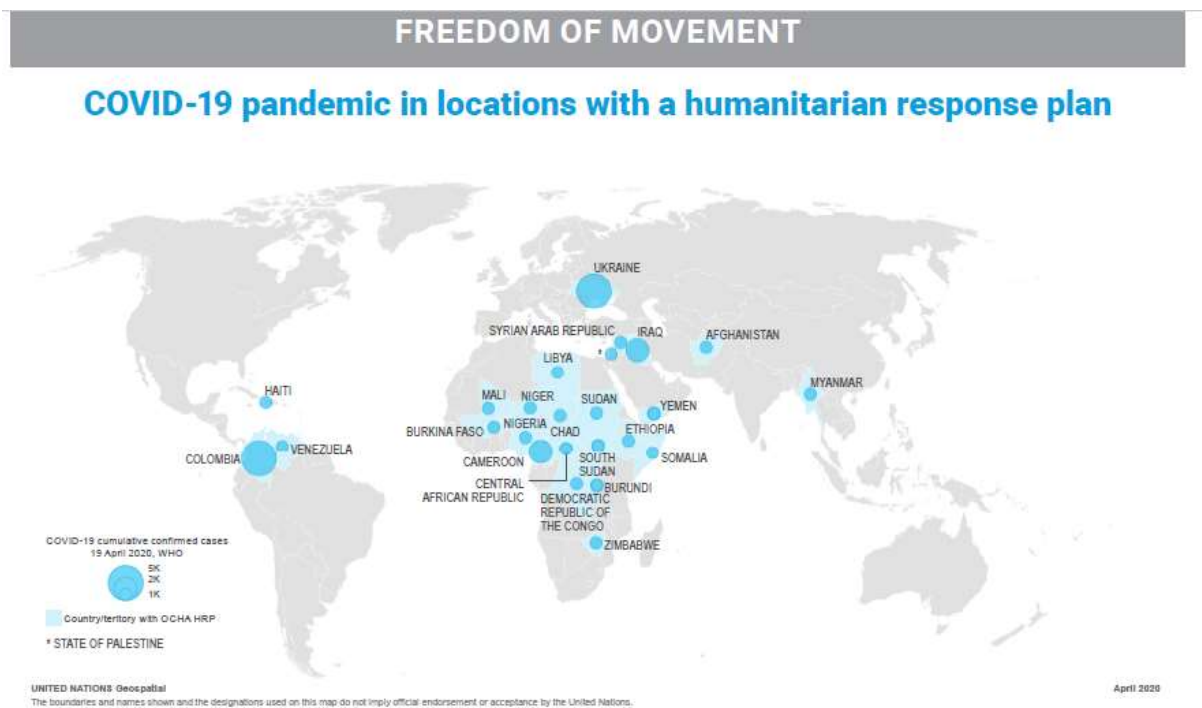 FREEDOM OF MOVEMENT
COVID-19 pandemic in locations with a humanitarian response plan
UKRAINE
SYRIAN ARAB REPUBLIC
IRAQ
AFGHANISTAN
*
LIBYA
MYANMAR
HAITI
MALI
NIGER
SUDAN
YEMEN
BURKINA FASO
NIGERIA
CHAD
ETHIOPIA
VENEZUELA
COLOMBIA
CAMEROON
SOUTH
SUDAN
SOMALIA
CENTRAL
AFRICAN REPUBLIC
BURUNDI
DEMOCRATIC
REPUBLIC OF
THE CONGO
ZIMBABWE
COVID-19 cumulative confirmed cases
19 April 2020, WHO
5K
2K
1K
Country/teritory with OCHA HRP
* STATE OF PALESTINE
UNITED NATIONS Geospatial
April 2020
The boundaries and names shown and the designations used on this map do not imply official endorsement or acceptance by the United Nations.